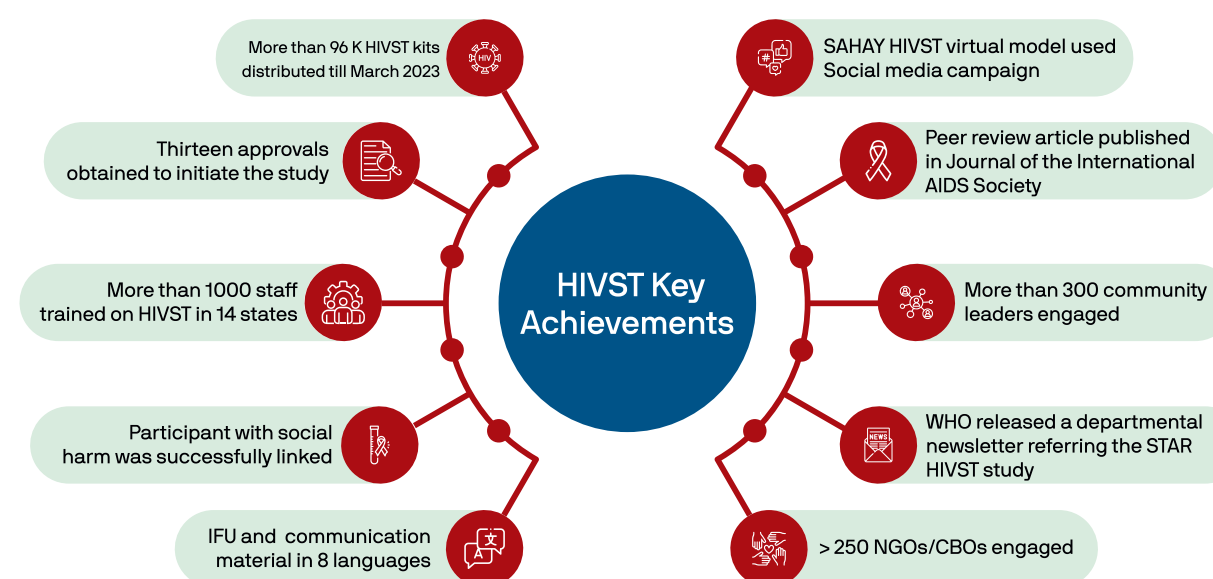 More than 96 K HIVST kits
distributed till March 2023
HIV
Thirteen approvals
obtained to initiate the study
More than 1000 staff
trained on HIVST in 14 states
Participant with social
harm was successfully linked
IFU and communication
material in 8 languages
A
文
HIVST Key
Achievements
#
SAHAY HIVST virtual model used
Social media campaign
Peer review article published
in Journal of the International
AIDS Society
More than 300 community
leaders engaged
NEWS
WHO released a departmental
newsletter referring the STAR
HIVST study
> 250 NGOs/CBOs engaged